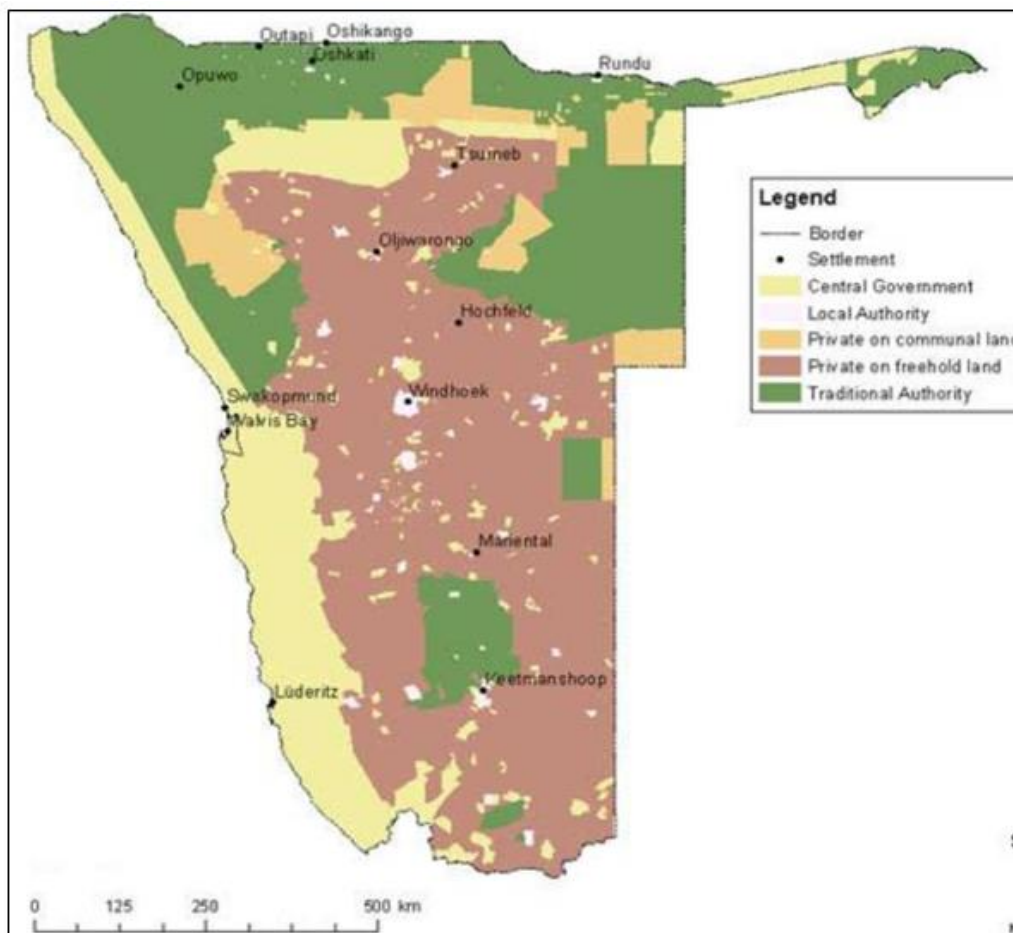 Oshikango
Outapi
Oshkati
Rundu
Opuwo
Tsumeb
Legend
Border
Settlement
Central Government
Local Authority
Private on communal land
Private on freehold land
Traditional Authority
Otjiwarongo
Hochfeld
Swakopmund
Windhoek
Walvis Bay
Mariental
Keetmanshoop
Lüderitz
0 125 250 500 km